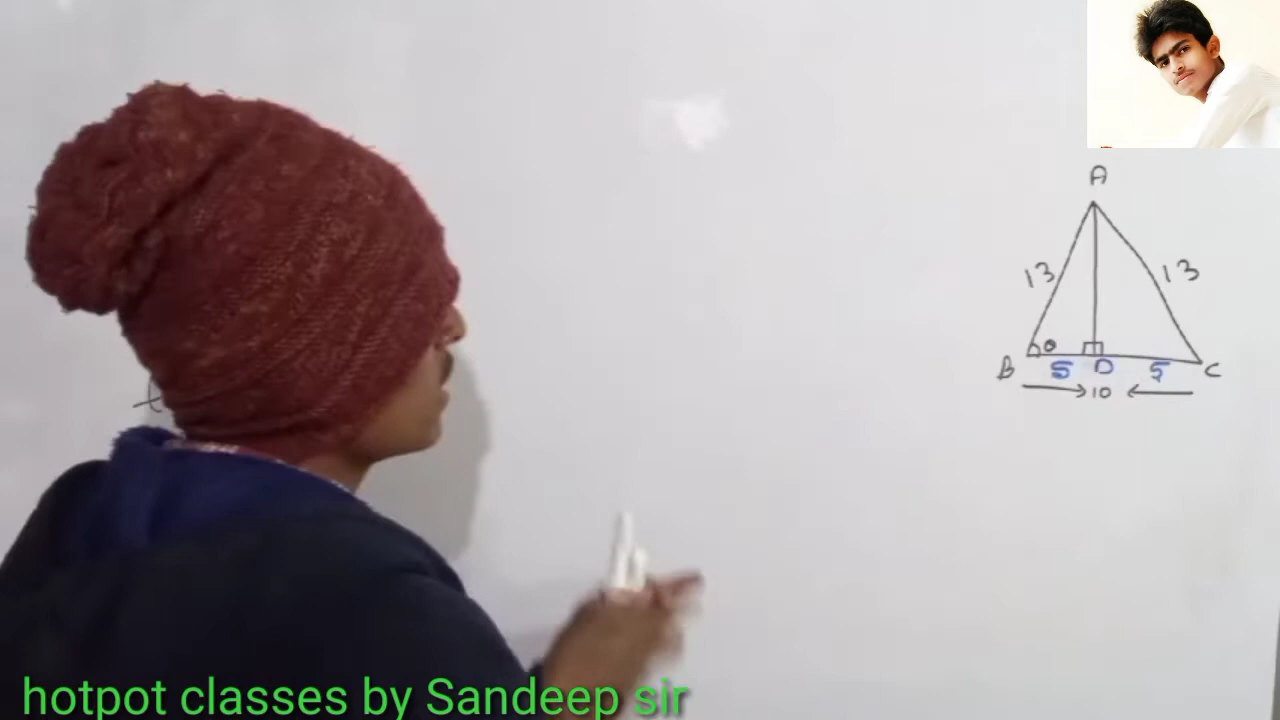 A
13 13
B θ 5 D 5 C
10
hotpot classes by Sandeep sir